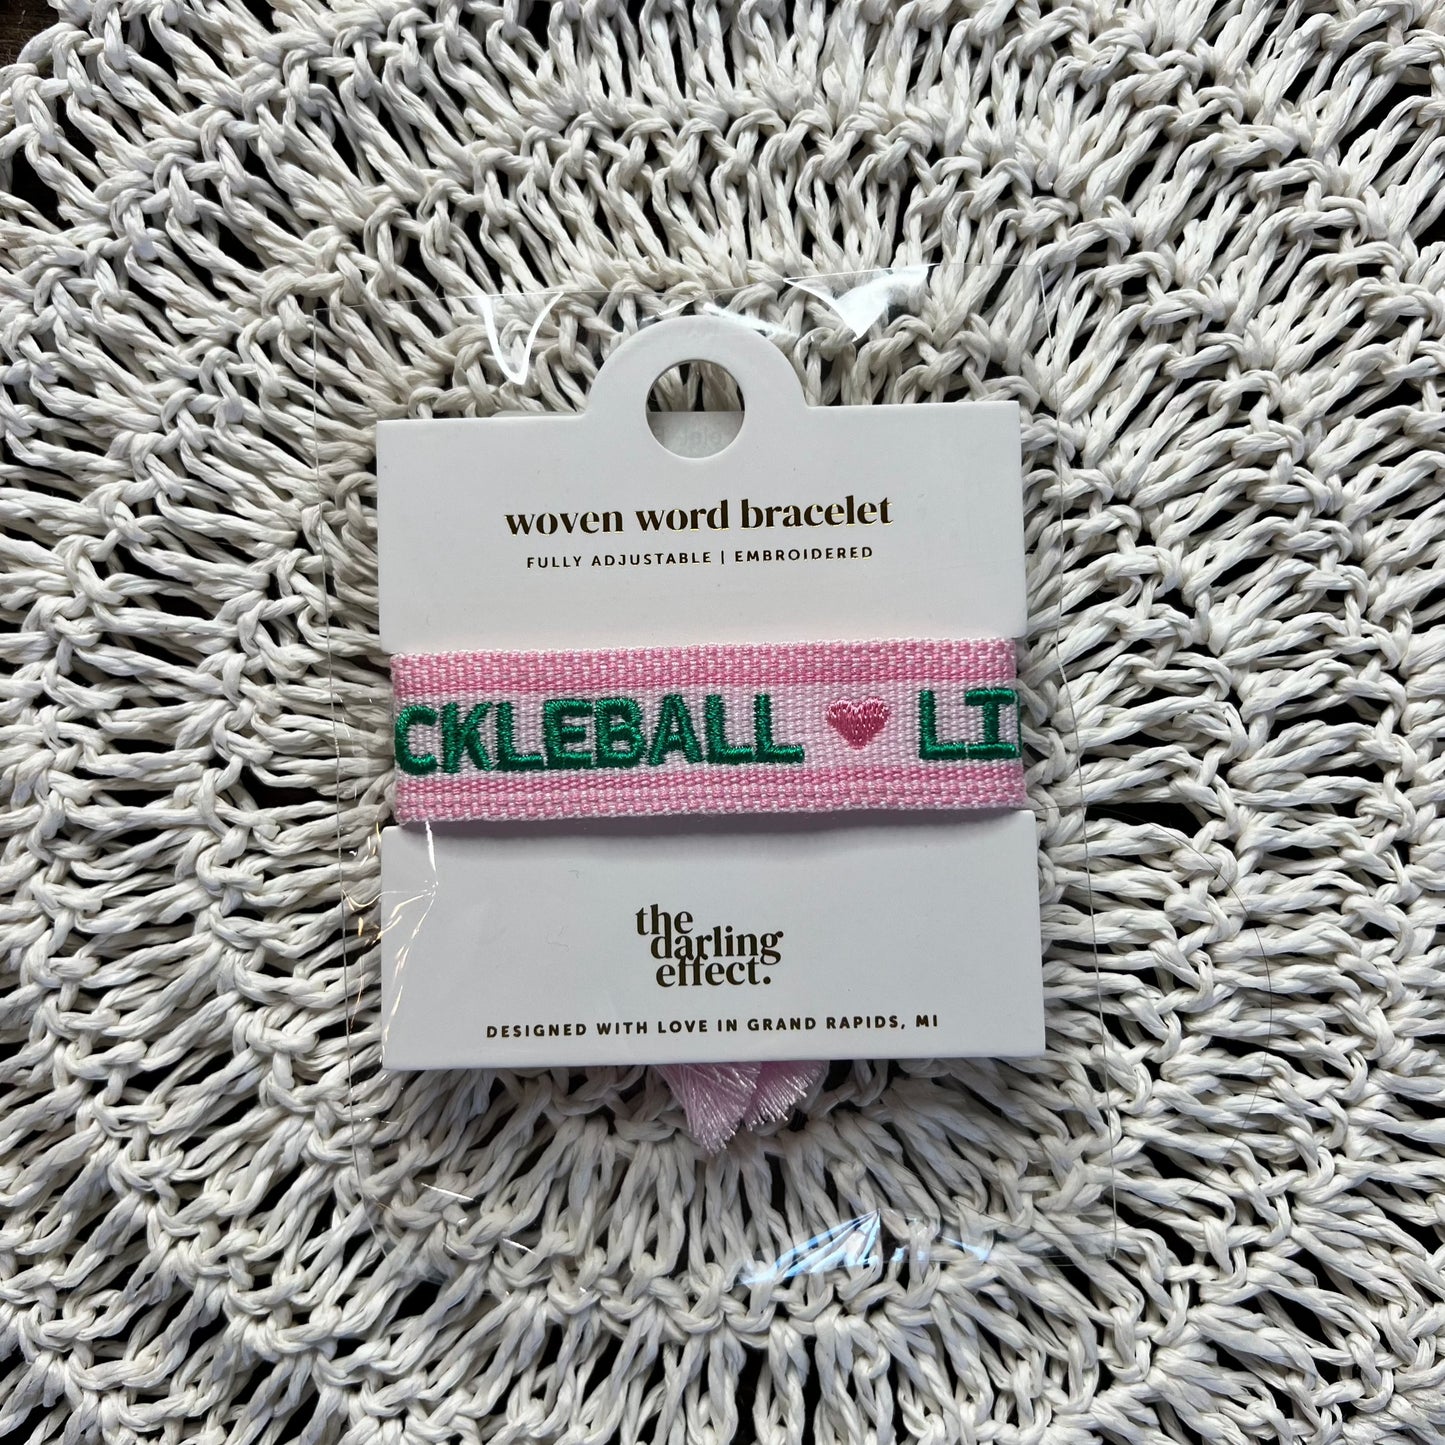 woven word bracelet
FULLY ADJUSTABLE | EMBROIDERED
CKLEBALL ♥ LI
the
darling
effect.
DESIGNED WITH LOVE IN GRAND RAPIDS, MI